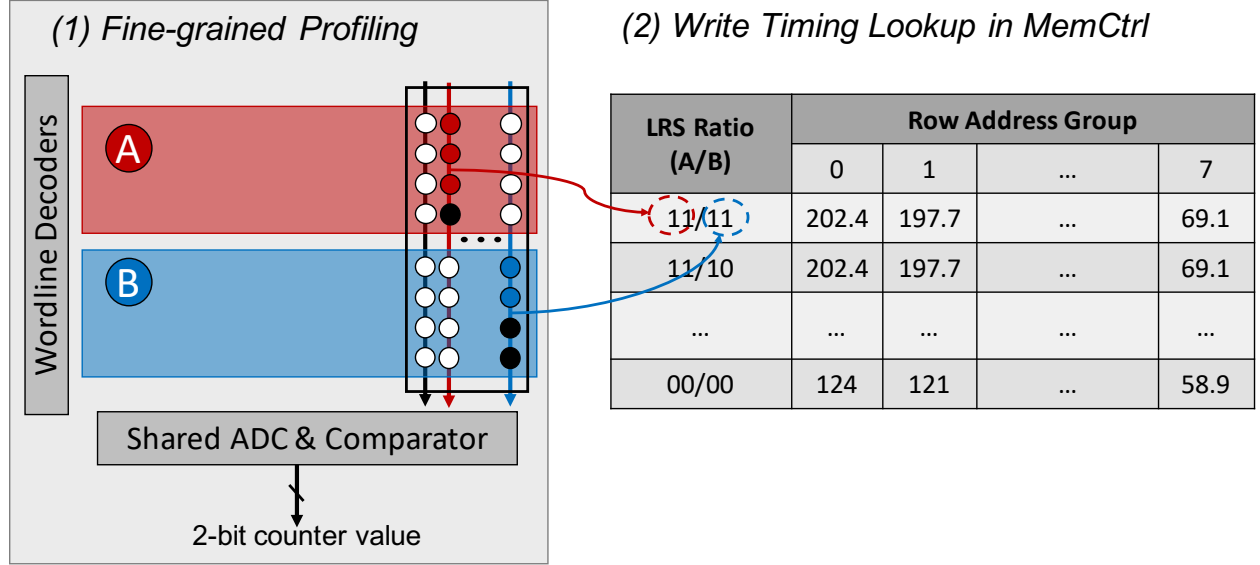 (1) Fine-grained Profiling
Wordline Decoders
A
B
....
Shared ADC & Comparator
2-bit counter value
(2) Write Timing Lookup in MemCtrl
LRS Ratio (A/B) Row Address Group
0 1 ... 7
11/11 202.4 197.7 ... 69.1
11/10 202.4 197.7 ... 69.1
... ... ... ... ...
00/00 124 121 ... 58.9